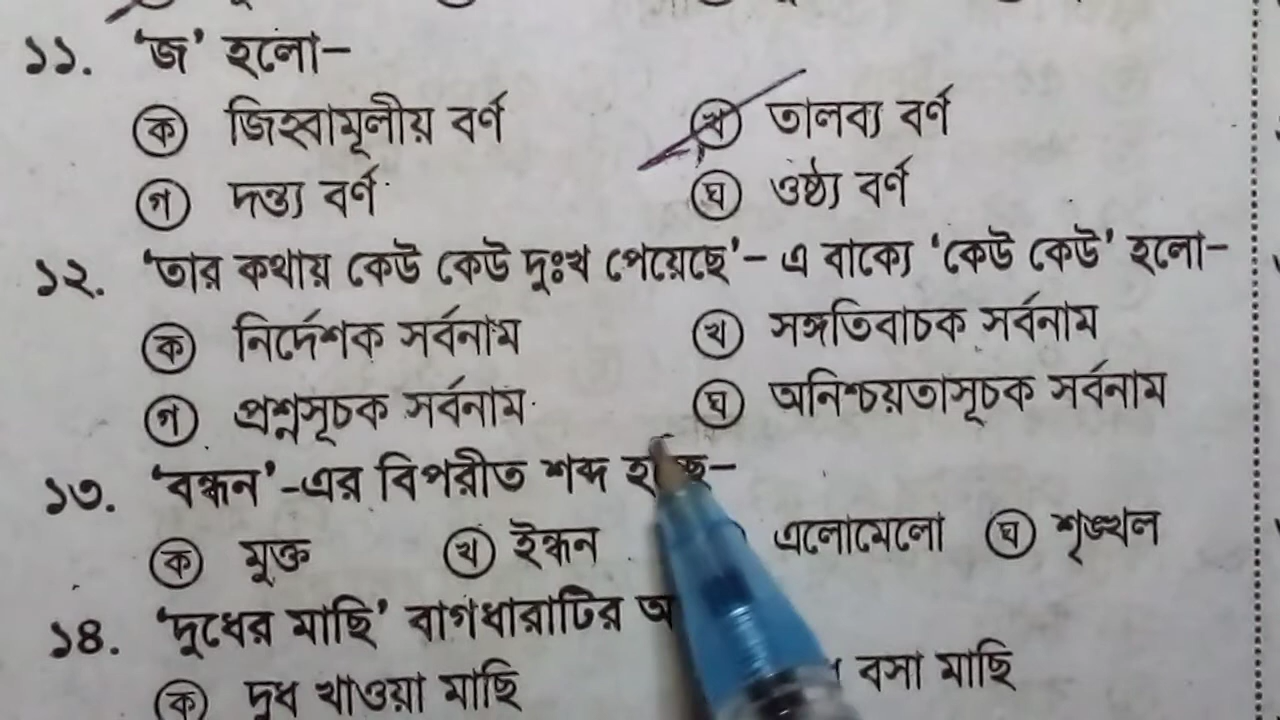 ১১. ‘জ’ হলো–
ক জিহ্বামূলীয় বর্ণ খ তালব্য বর্ণ
গ দন্ত্য বর্ণ ঘ ওষ্ঠ্য বর্ণ
১২. ‘তার কথায় কেউ কেউ দুঃখ পেয়েছে’– এ বাক্যে ‘কেউ কেউ’ হলো–
ক নির্দেশক সর্বনাম খ সঙ্গতিবাচক সর্বনাম
গ প্রশ্নসূচক সর্বনাম ঘ অনিশ্চয়তাসূচক সর্বনাম
১৩. ‘বন্ধন’-এর বিপরীত শব্দ
ক মুক্ত খ ইন্ধন এলোমেলো ঘ শৃঙ্খল
১৪. ‘দুধের মাছি’ বাগধারাটির
ক দুধ খাওয়া মাছি বসা মাছি